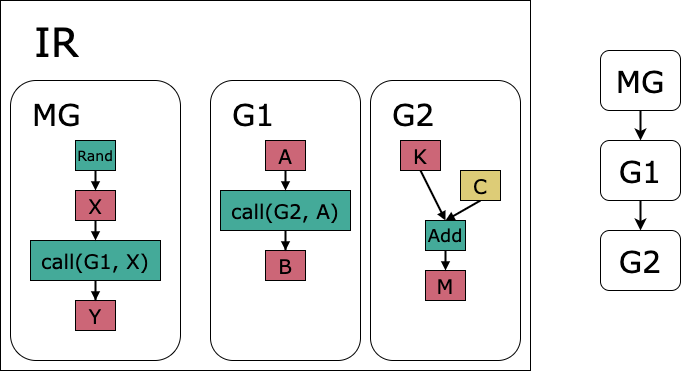 IR
MG
Rand
X
call(G1, X)
Y
G1
A
call(G2, A)
B
G2
K
C
Add
M
MG
G1
G2